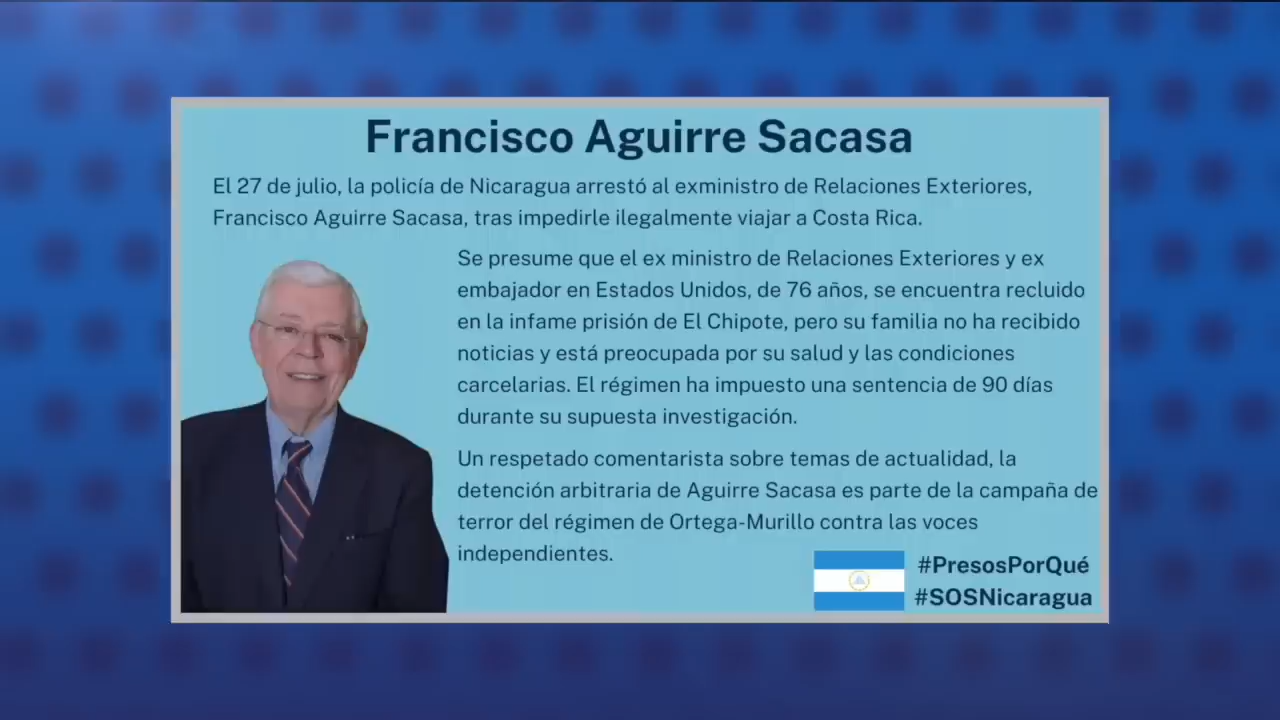 Francisco Aguirre Sacasa
El 27 de julio, la policía de Nicaragua arrestó al exministro de Relaciones Exteriores,
Francisco Aguirre Sacasa, tras impedirle ilegalmente viajar a Costa Rica.
Se presume que el ex ministro de Relaciones Exteriores y ex
embajador en Estados Unidos, de 76 años, se encuentra recluido
en la infame prisión de El Chipote, pero su familia no ha recibido
noticias y está preocupada por su salud y las condiciones
carcelarias. El régimen ha impuesto una sentencia de 90 días
durante su supuesta investigación.
Un respetado comentarista sobre temas de actualidad, la
detención arbitraria de Aguirre Sacasa es parte de la campaña de
terror del régimen de Ortega-Murillo contra las voces
independientes.
#PresosPorQué
#SOSNicaragua